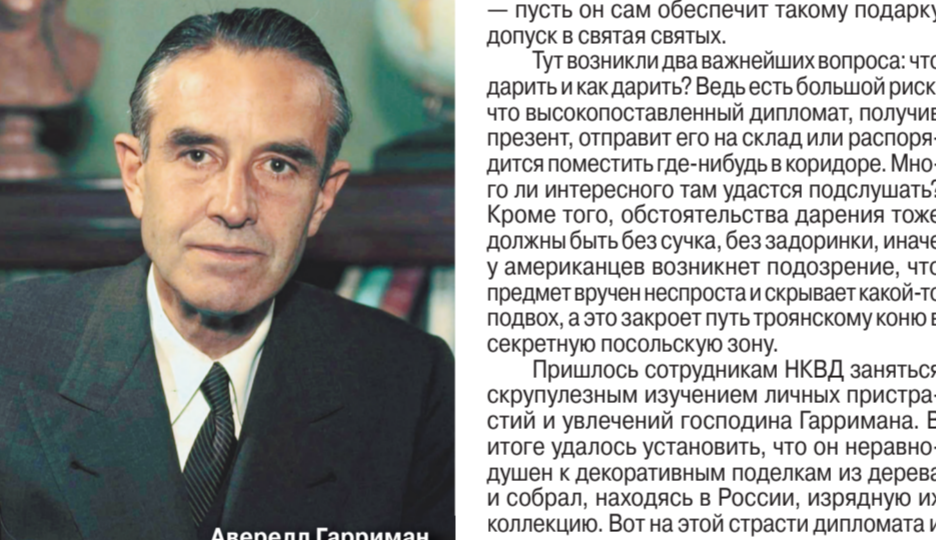 — пусть он сам обеспечит такому подарку
допуск в святая святых.
Тут возникли два важнейших вопроса: что
дарить и как дарить? Ведь есть большой риск,
что высокопоставленный дипломат, получив
презент, отправит его на склад или распоря-
дится поместить где-нибудь в коридоре. Мно-
го ли интересного там удастся подслушать?
Кроме того, обстоятельства дарения тоже
должны быть без сучка, без задоринки, иначе
у американцев возникнет подозрение, что
предмет вручен неспроста и скрывает какой-то
подвох, а это закроет путь троянскому коню в
секретную посольскую зону.
Пришлось сотрудникам НКВД заняться
скрупулезным изучением личных пристра-
стий и увлечений господина Гарримана. В
итоге удалось установить, что он неравно-
душен к декоративным поделкам из дерева
и собрал, находясь в России, изрядную их
коллекцию. Вот на этой страсти дипломата и
Аверелл Гарриман